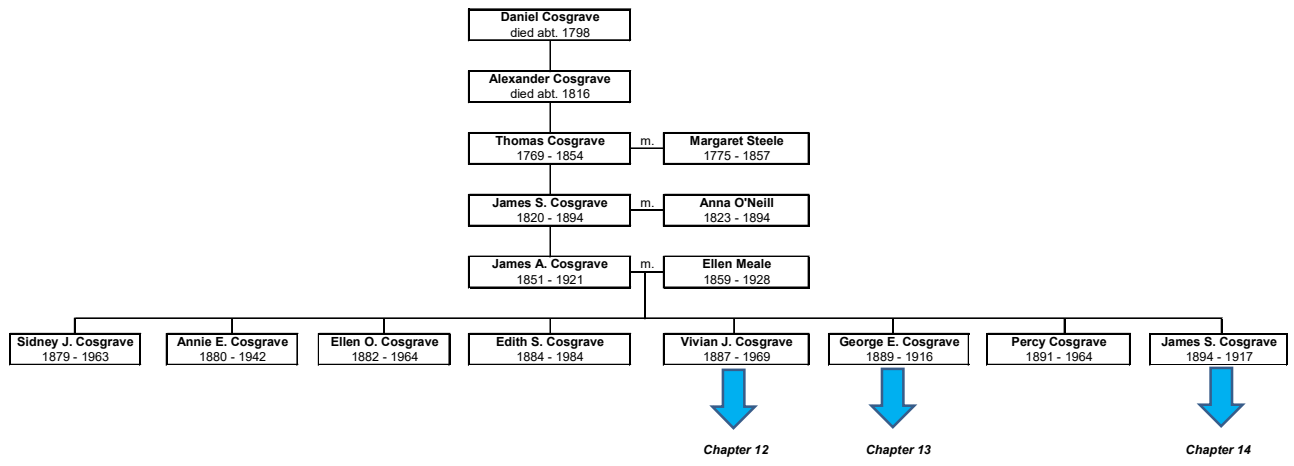 Daniel Cosgrave
died abt. 1798
Alexander Cosgrave
died abt. 1816
Thomas Cosgrave
1769 - 1854
m.
Margaret Steele
1775 - 1857
James S. Cosgrave
1820 - 1894
m.
Anna O'Neill
1823 - 1894
James A. Cosgrave
1851 - 1921
m.
Ellen Meale
1859 - 1928
Sidney J. Cosgrave
1879 - 1963
Annie E. Cosgrave
1880 - 1942
Ellen O. Cosgrave
1882 - 1964
Edith S. Cosgrave
1884 - 1984
Vivian J. Cosgrave
1887 - 1969
George E. Cosgrave
1889 - 1916
Percy Cosgrave
1891 - 1964
James S. Cosgrave
1894 - 1917
Chapter 12
Chapter 13
Chapter 14